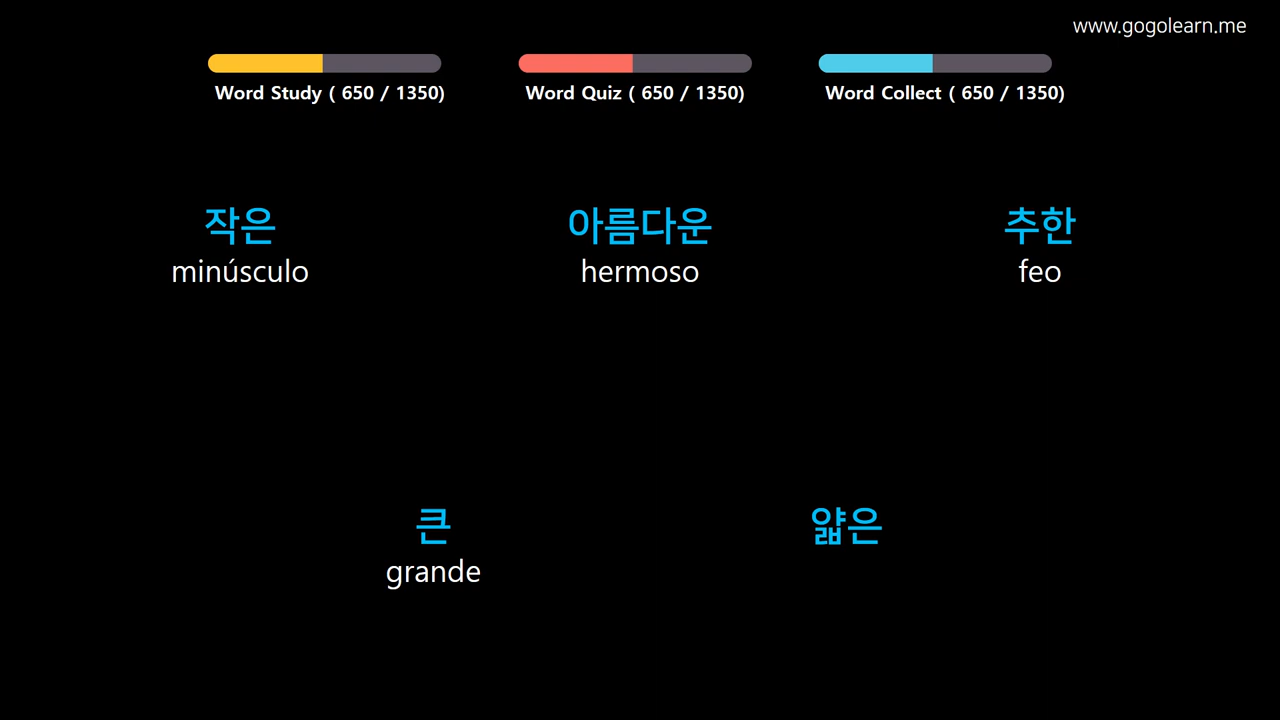 www.gogolearn.me
Word Study ( 650 / 1350)
Word Quiz ( 650 / 1350)
Word Collect ( 650 / 1350)
작은
minúsculo
아름다운
hermoso
추한
feo
큰
grande
얇은